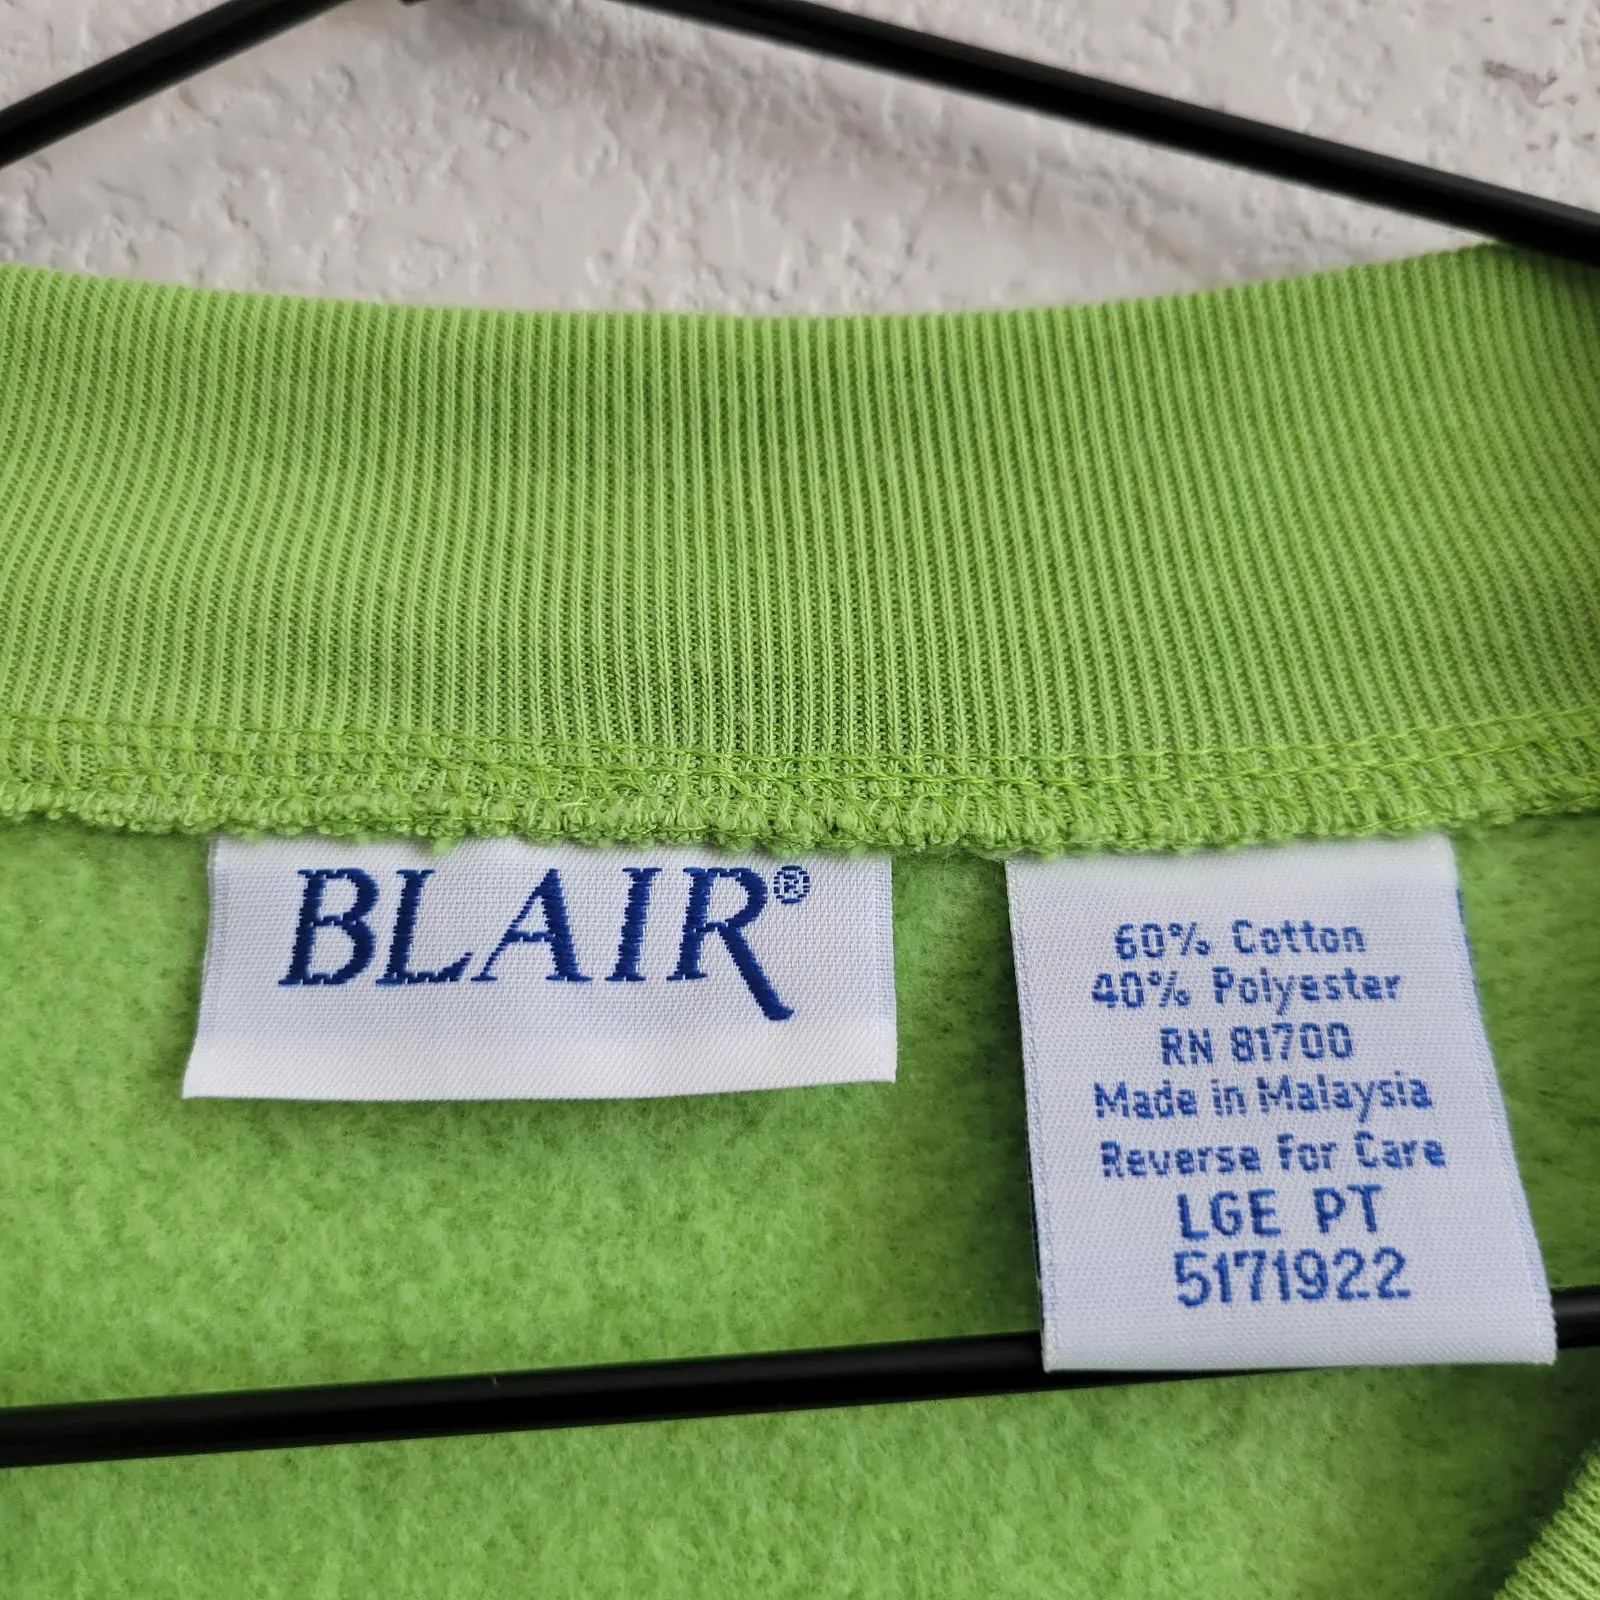 BLAIR®
60% Cotton
40% Polyester
RN 81700
Made in Malaysia
Reverse for Care
LGE PT
5171922